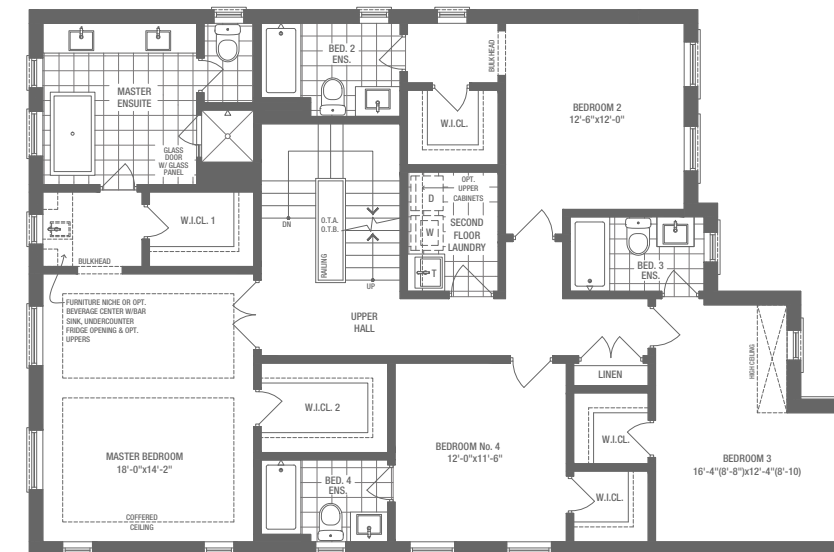 BED. 2
ENS.
BULKHEAD
MASTER
ENSUITE
BEDROOM 2
12'-6"x12'-0"
W.I.CL.
GLASS
DOOR
W/ GLASS
PANEL
OPT.
UPPER
CABINETS
D
W
T
SECOND
FLOOR
LAUNDRY
W.I.CL. 1
DN
O.T.A.
O.T.B.
RAILING
UP
BULKHEAD
BED. 3
ENS.
FURNITURE NICHE OR OPT.
BEVERAGE CENTER W/BAR
SINK, UNDERCOUNTER
FRIDGE OPENING & OPT.
UPPERS
UPPER
HALL
HIGH CEILING
LINEN
W.I.CL. 2
W.I.CL.
MASTER BEDROOM
18'-0"x14'-2"
BEDROOM No. 4
12'-0"x11'-6"
BEDROOM 3
16'-4"(8'-8")x12'-4"(8'-10)
BED. 4
ENS.
W.I.CL.
COFFERED
CEILING